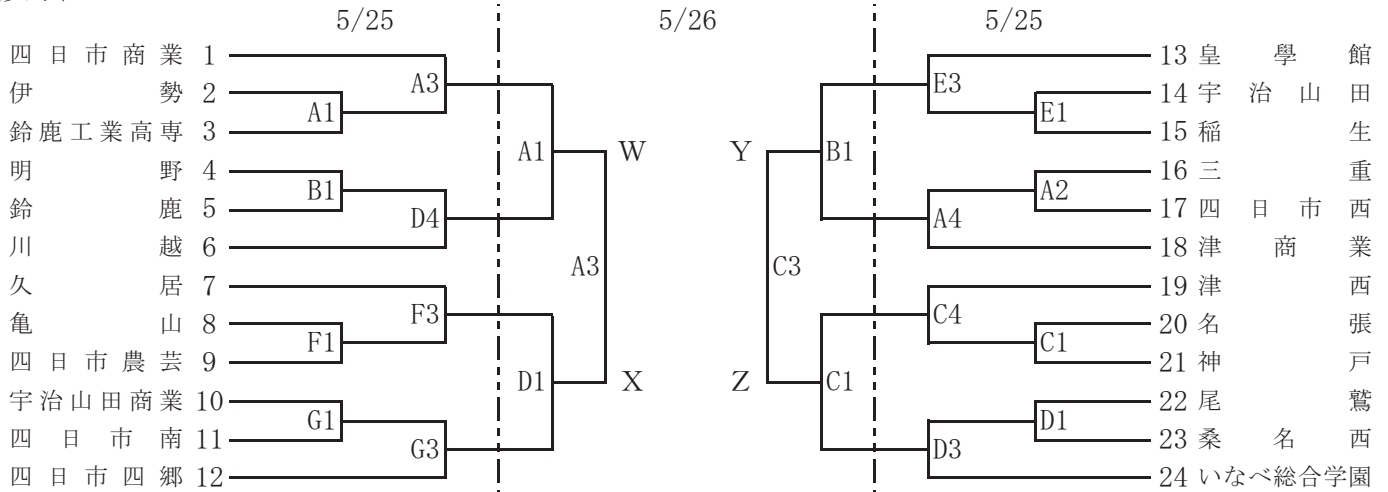 5/25 5/26 5/25
四日市商業 1
伊勢 2
鈴鹿工業高専 3
明野 4
鈴鹿 5
川越 6
久居 7
亀山 8
四日市農芸 9
宇治山田商業 10
四日市南 11
四日市四郷 12
A1
B1
F1
G1
A3
D4
F3
G3
A1
D1
W
X
A3
Y
Z
C3
B1
C1
E3
A4
C4
D3
E1
A2
C1
D1
13 皇學館
14 宇治山田
15 稲生
16 三重
17 四日市西
18 津商業
19 津西
20 名張
21 神戸
22 尾鷲
23 桑名西
24 いなべ総合学園